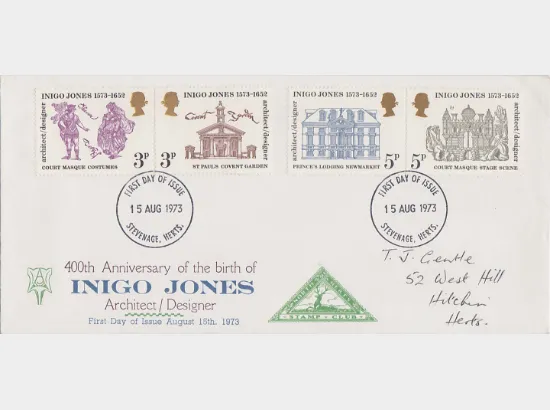 INIGO JONES 1573-1652
architect/designer
3P
COURT MASQUE COSTUMES
INIGO JONES 1573-1652
architect/designer
3P
ST PAUL'S COVENT GARDEN
INIGO JONES 1573-1652
architect/designer
5P
PRINCE'S LODGING NEWMARKET
INIGO JONES 1573-1652
architect/designer
5P
COURT MASQUE STAGE SCENE
FIRST DAY OF ISSUE
15 AUG 1973
STEVENAGE, HERTS.
FIRST DAY OF ISSUE
15 AUG 1973
STEVENAGE, HERTS.
400th Anniversary of the birth of
INIGO JONES
Architect/Designer
First Day of Issue August 15th. 1973
STAMP CLUB
T. J. Gentle
52 West Hill
Hitchin
Herts.